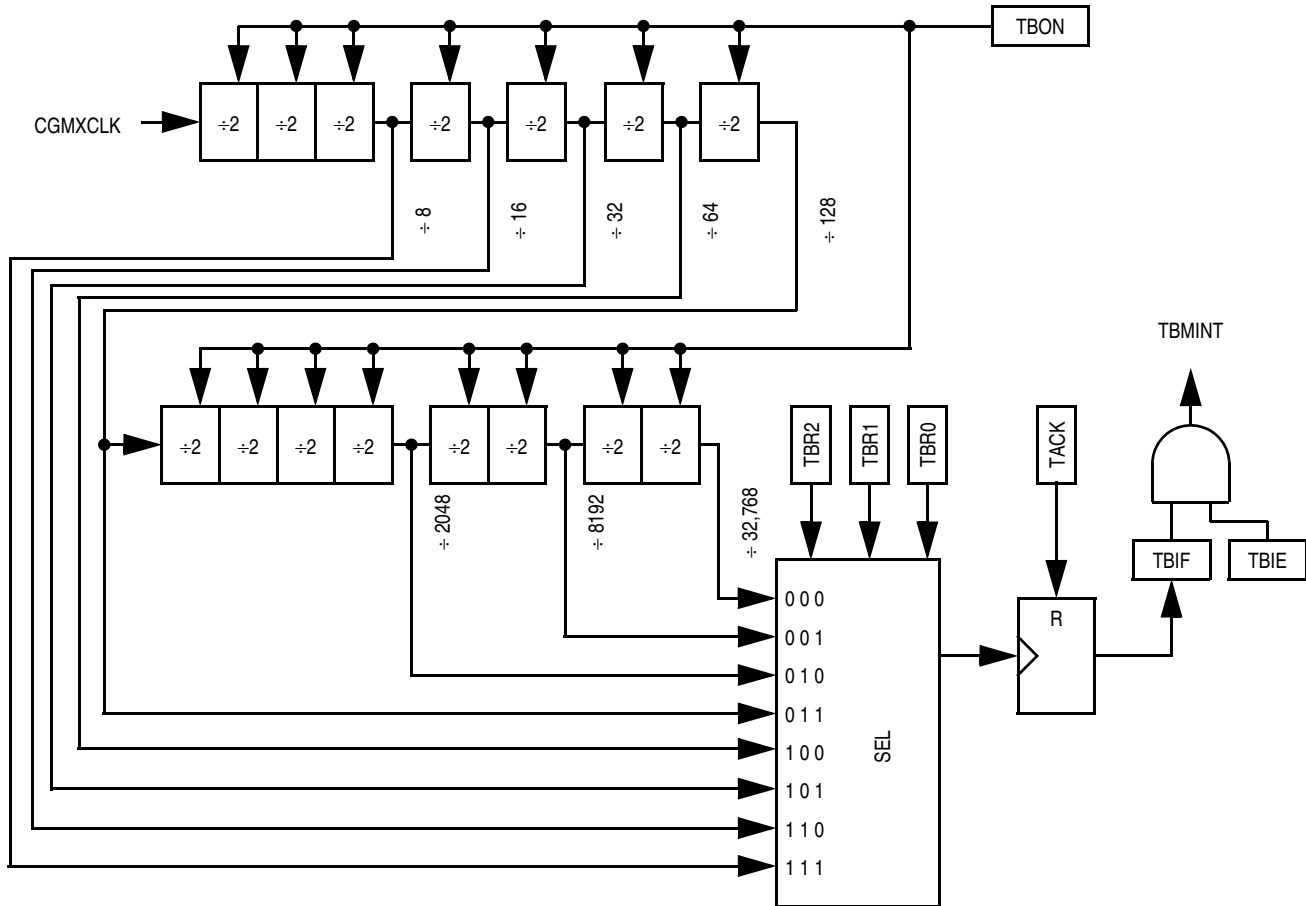 TBON
CGMXCLK
÷2 ÷2 ÷2 ÷2 ÷2 ÷2 ÷2
÷ 8
÷ 16
÷ 32
÷ 64
÷ 128
TBMINT
÷2 ÷2 ÷2 ÷2 ÷2 ÷2 ÷2 ÷2
TBR2
TBR1
TBR0
TACK
÷ 2048
÷ 8192
÷ 32,768
TBIF
TBIE
0 0 0
0 0 1
0 1 0
0 1 1
1 0 0
1 0 1
1 1 0
1 1 1
SEL
R